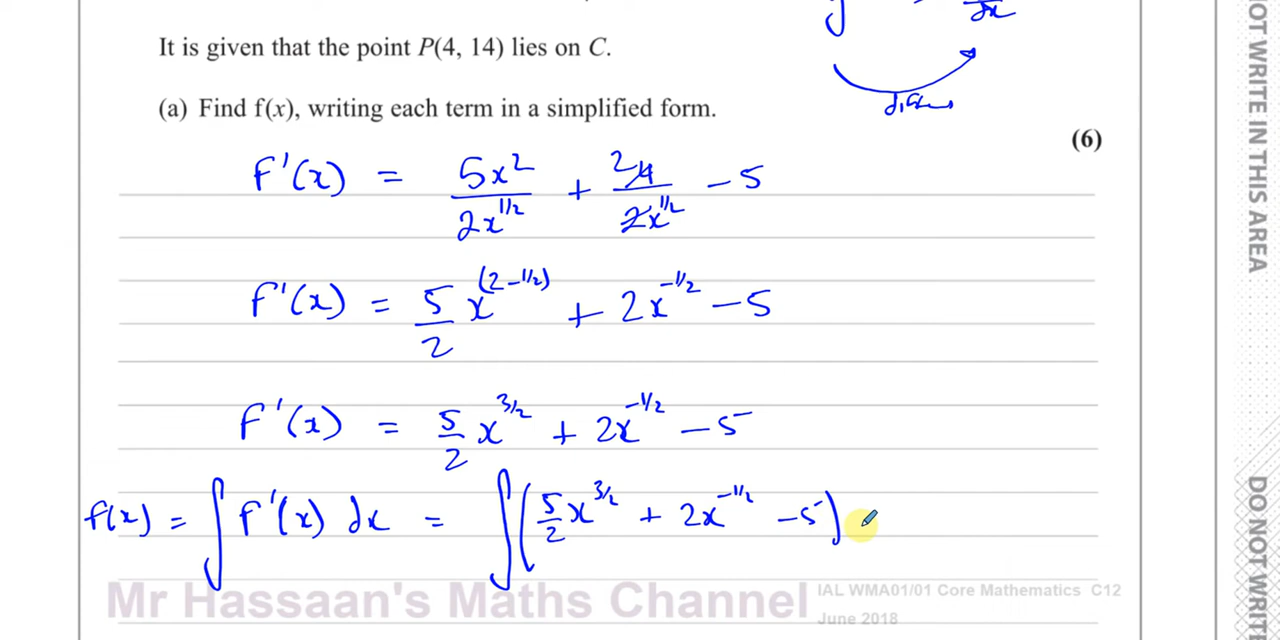 It is given that the point P(4, 14) lies on C.
(a) Find f(x), writing each term in a simplified form.
(6)
f'(x) = 5x²/2x^1/2 + 2 4/2x^1/2 - 5
f'(x) = 5/2 x^(2-1/2) + 2x^-1/2 - 5
f'(x) = 5/2 x^3/2 + 2x^-1/2 - 5
f(x) = ∫ f'(x) dx = ∫ (5/2 x^3/2 + 2x^-1/2 - 5)
Mr Hassaan's Maths Channel
IAL WMA01/01 Core Mathematics C12
June 2018
NOT WRITE IN THIS AREA
DO NOT WRITE